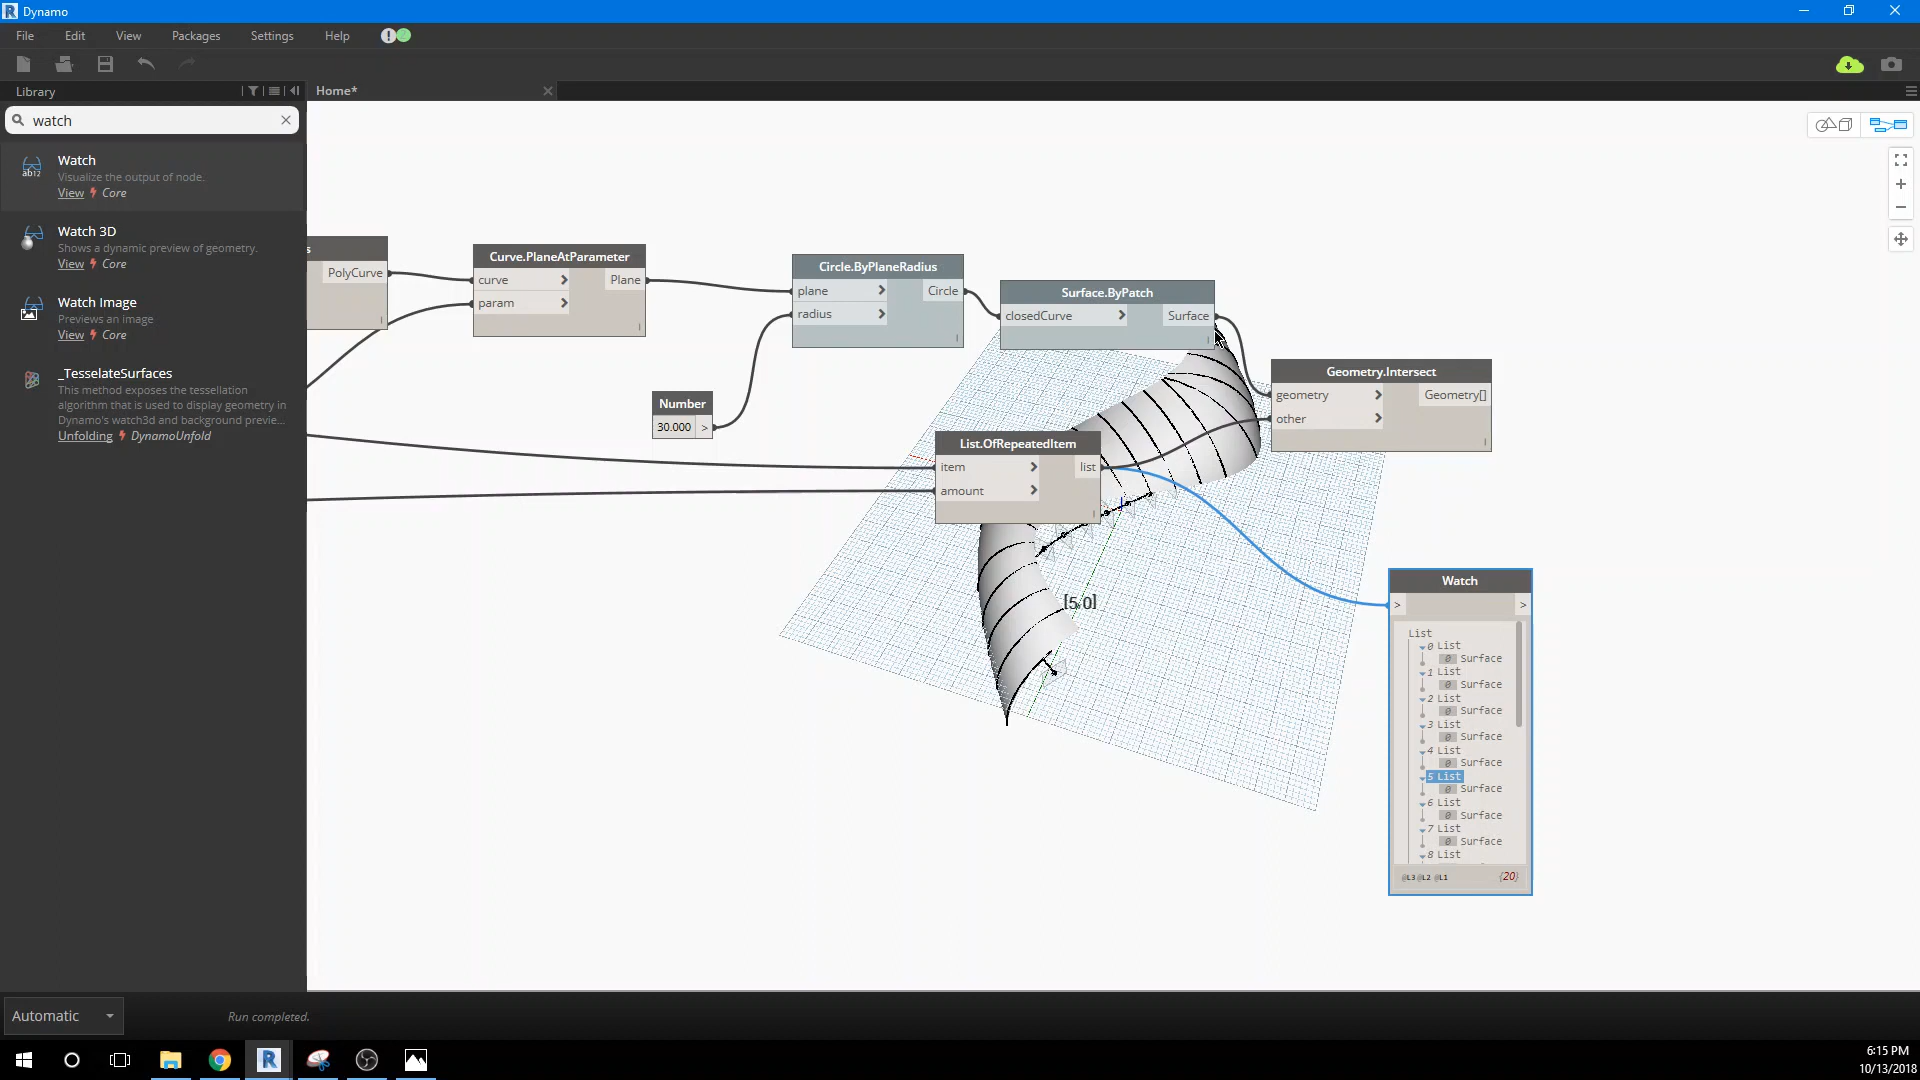 Dynamo
File Edit View Packages Settings Help
Library
Home*
watch
Watch
Visualize the output of node.
View Core
Watch 3D
Shows a dynamic preview of geometry.
View Core
Watch Image
Previews an image
View Core
_TesselateSurfaces
This method exposes the tessellation
algorithm that is used to display geometry in
Dynamo's watch3d and background previe...
Unfolding DynamoUnfold
s
PolyCurve
Curve.PlaneAtParameter
curve > Plane
param >
Circle.ByPlaneRadius
plane > Circle
radius >
Surface.ByPatch
closedCurve > Surface
Number
30.000 >
Geometry.Intersect
geometry > Geometry[]
other >
List.OfRepeatedItem
item > list
amount >
[5,0]
Watch
> >
List
0 List
0 Surface
1 List
0 Surface
2 List
0 Surface
3 List
0 Surface
4 List
0 Surface
5 List
0 Surface
6 List
0 Surface
7 List
0 Surface
8 List
@L3 @L2 @L1 {20}
Automatic
Run completed.
6:15 PM
10/13/2018